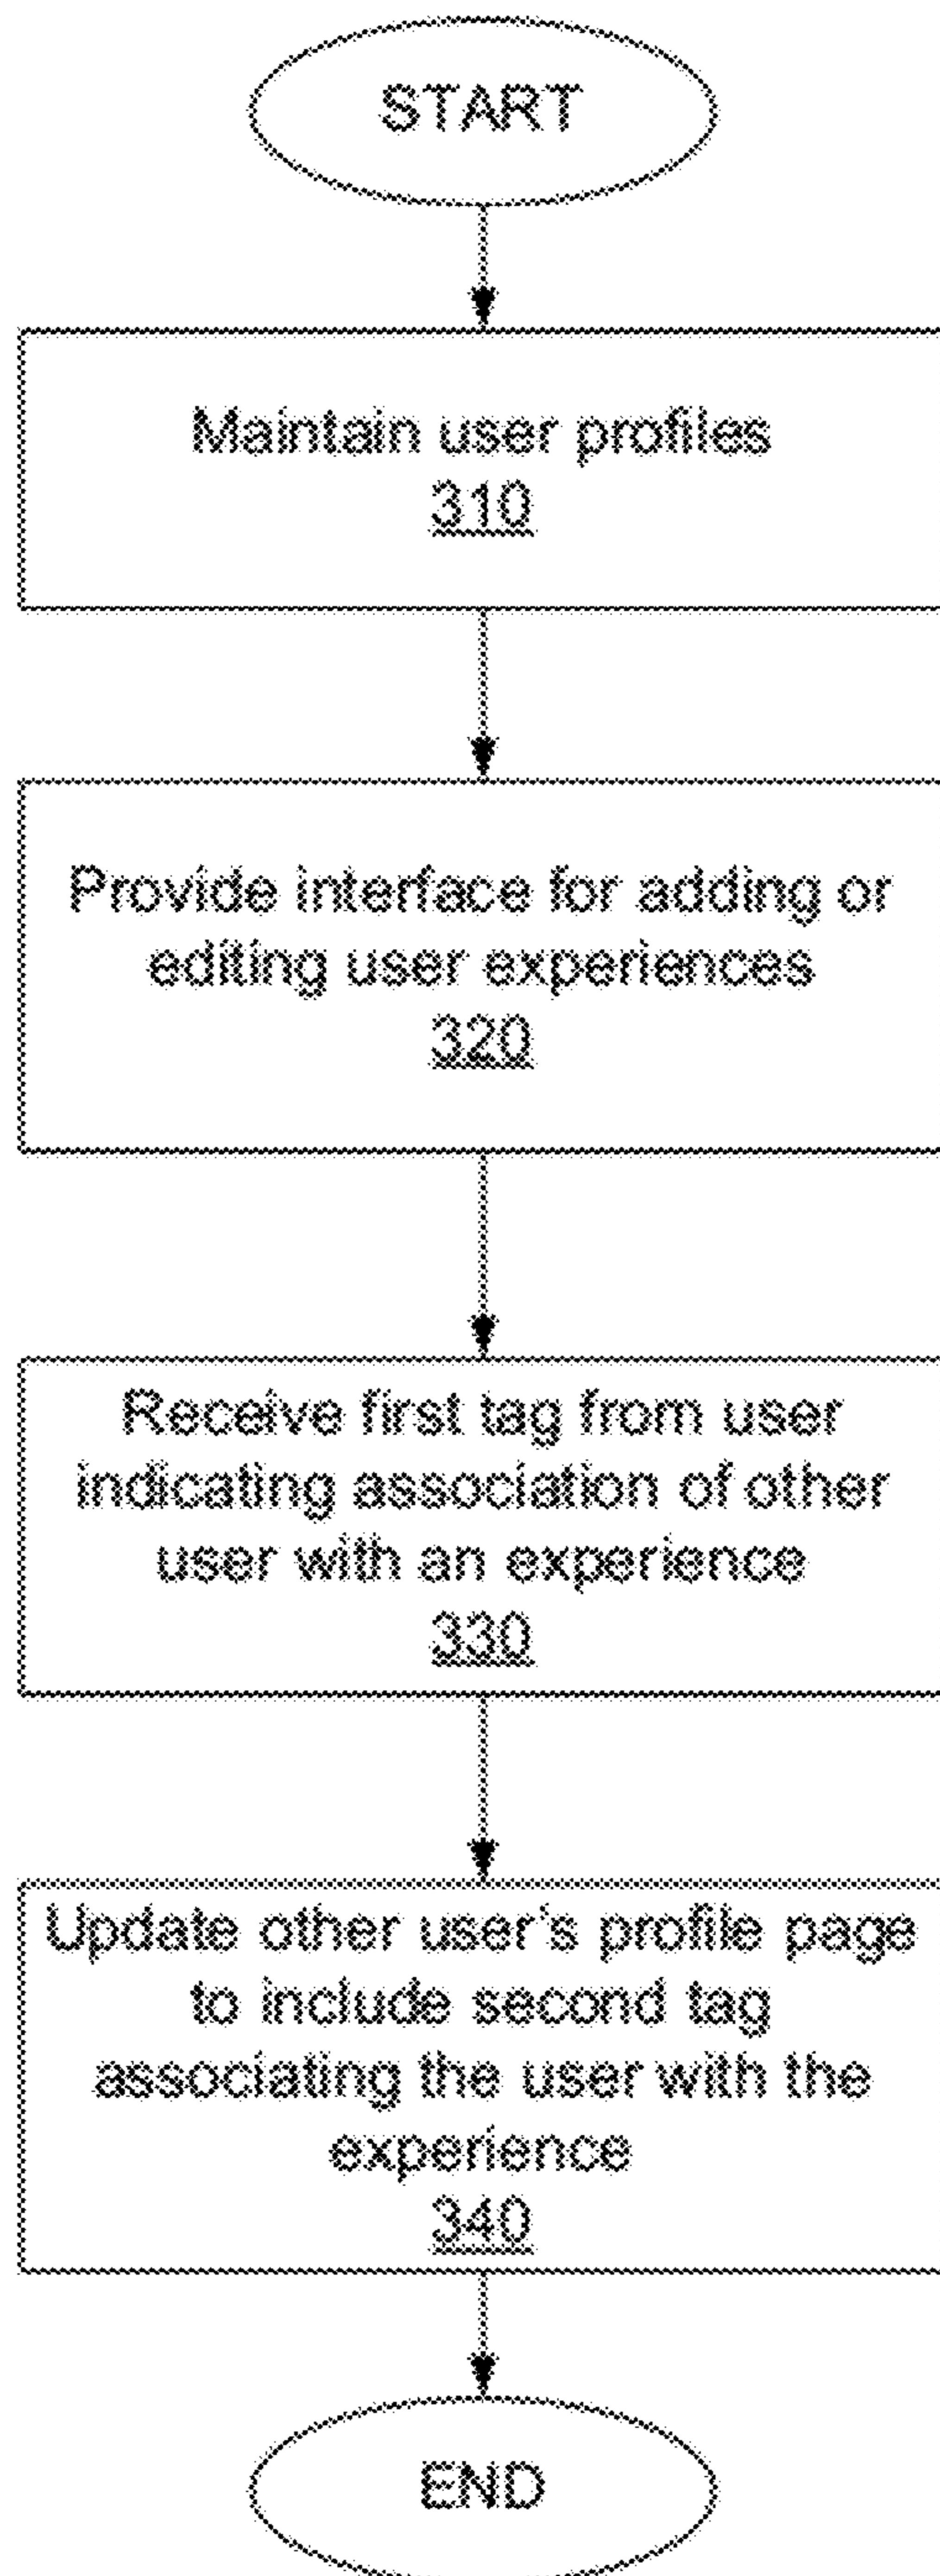 START
Maintain user profiles
310
Provide interface for adding or
editing user experiences
320
Receive first tag from user
indicating association of other
user with an experience
330
Update other user's profile page
to include second tag
associating the user with the
experience
340
END